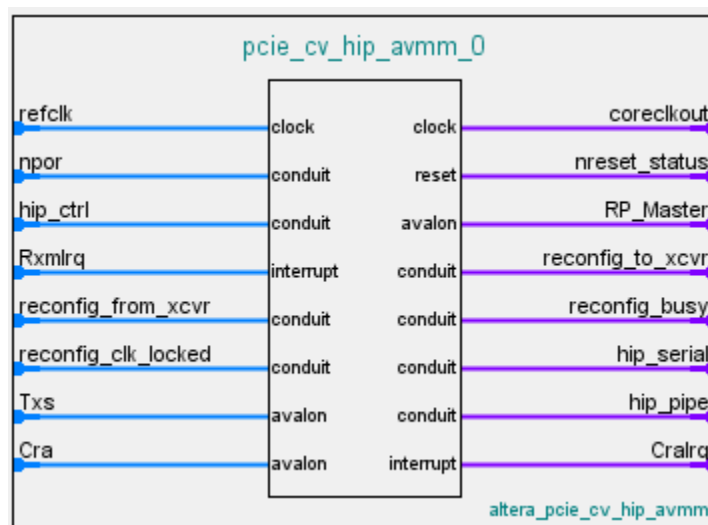 pcie_cv_hip_avmm_0
refclk clock clock coreclkout
npor conduit reset nreset_status
hip_ctrl conduit avalon RP_Master
RxmIrq interrupt conduit reconfig_to_xcvr
reconfig_from_xcvr conduit conduit reconfig_busy
reconfig_clk_locked conduit conduit hip_serial
Txs avalon conduit hip_pipe
Cra avalon interrupt CraIrq
altera_pcie_cv_hip_avmm